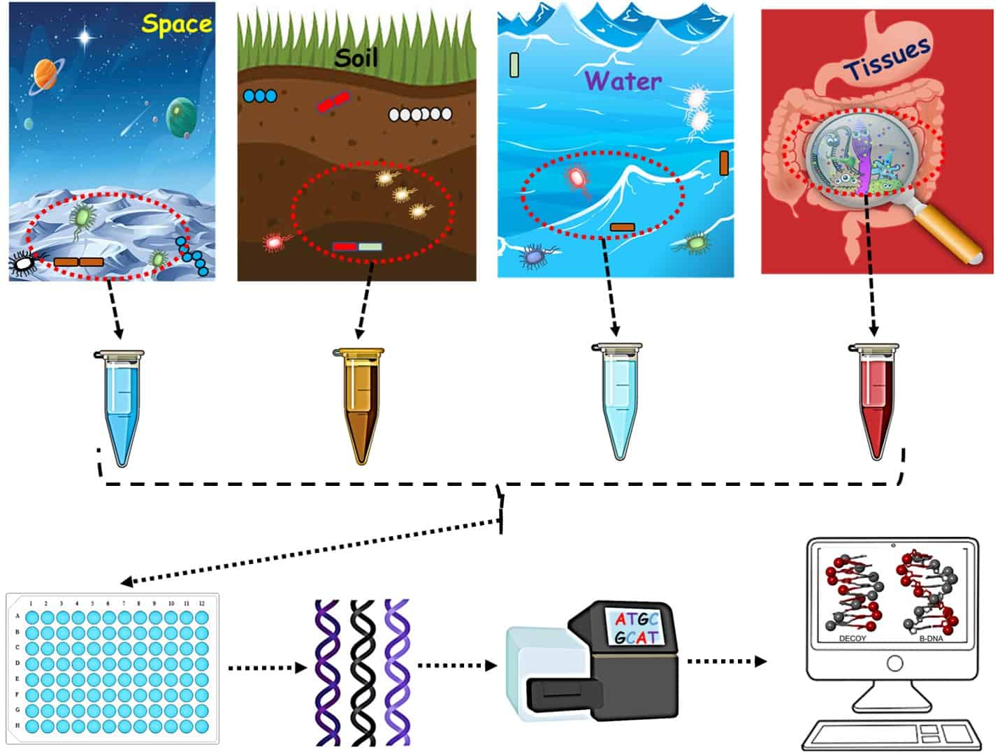 Space
Soil
Water
Tissues
1 2 3 4 5 6 7 8 9 10 11 12
A
B
C
D
E
F
G
H
ATGC
GCAT
DECOY B-DNA